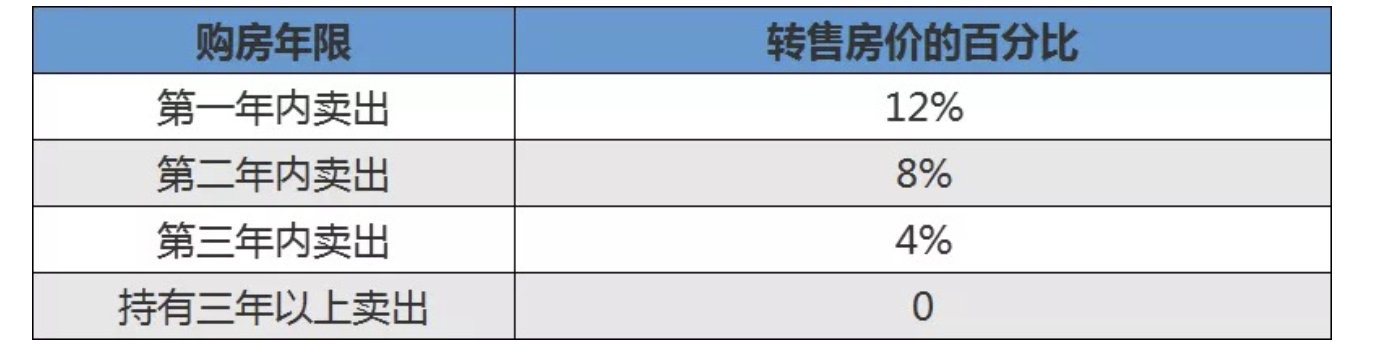 购房年限 转售房价的百分比
第一年内卖出 12%
第二年内卖出 8%
第三年内卖出 4%
持有三年以上卖出 0